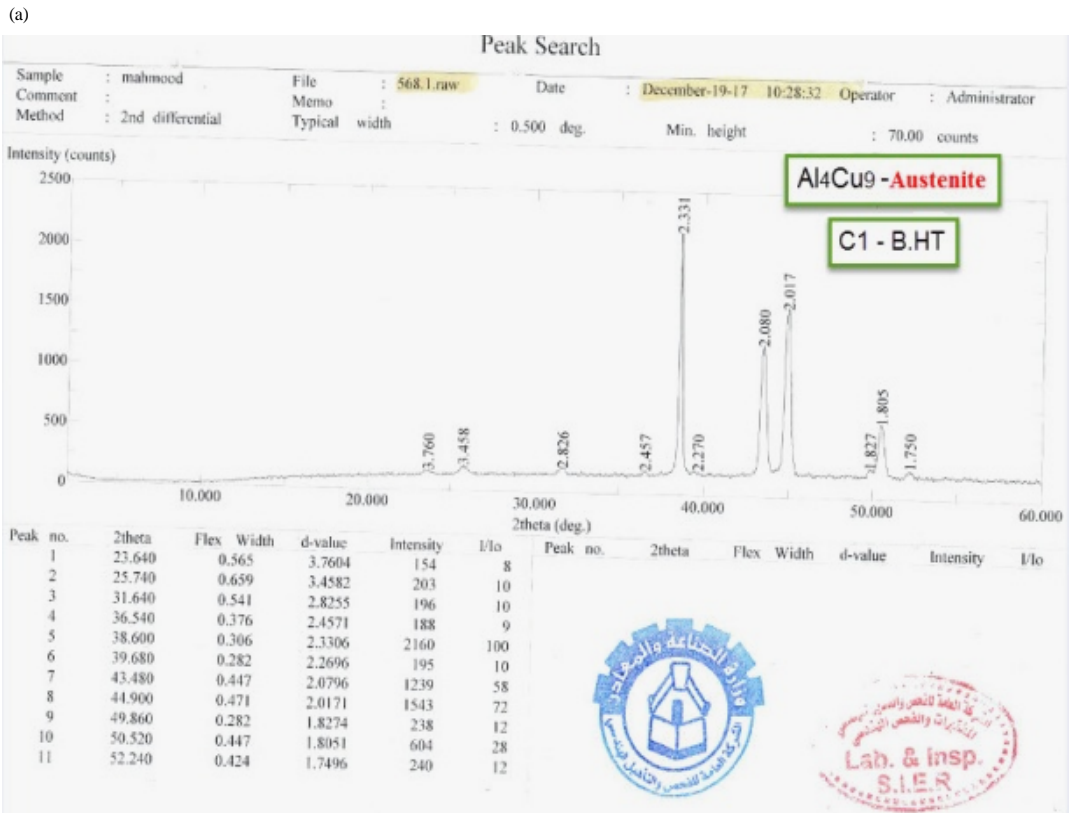 (a)
Peak Search
Sample : mahmood File : 568.1.raw Date : December-19-17 10:28:32 Operator : Administrator
Comment : Memo :
Method : 2nd differential Typical width : 0.500 deg. Min. height : 70.00 counts
Intensity (counts)
2500
2000
1500
1000
500
0
Al4Cu9 -Austenite
C1 - B.HT
3.760 3.458 2.826 2.457 2.331 2.270 2.080 2.017 1.827 1.805 1.750
10.000 20.000 30.000 40.000 50.000 60.000
2theta (deg.)
Peak no. 2theta Flex Width d-value Intensity I/Io Peak no. 2theta Flex Width d-value Intensity I/Io
1 23.640 0.565 3.7604 154 8
2 25.740 0.659 3.4582 203 10
3 31.640 0.541 2.8255 196 10
4 36.540 0.376 2.4571 188 9
5 38.600 0.306 2.3306 2160 100
6 39.680 0.282 2.2696 195 10
7 43.480 0.447 2.0796 1239 58
8 44.900 0.471 2.0171 1543 72
9 49.860 0.282 1.8274 238 12
10 50.520 0.447 1.8051 604 28
11 52.240 0.424 1.7496 240 12
وزارة الصناعة والمعادن
الشركة العامة للفحص والتأهيل الهندسي
Lab. & insp.
S.I.E.R